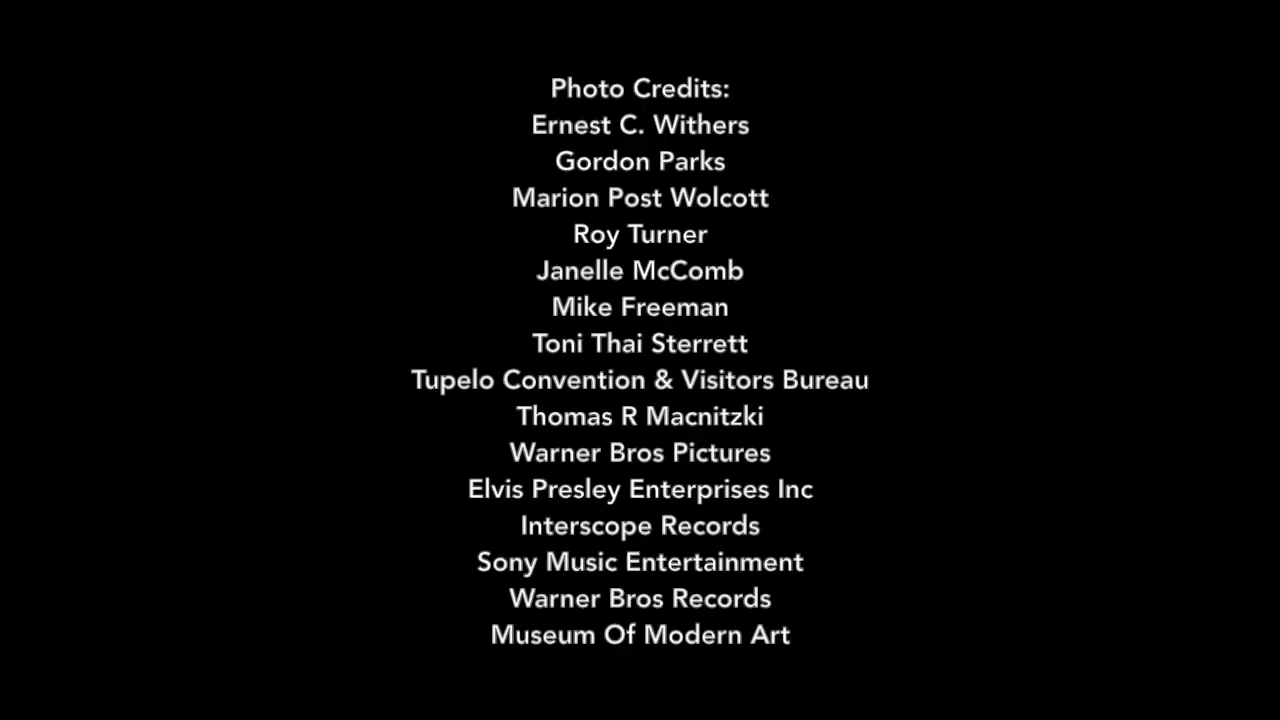 Photo Credits:
Ernest C. Withers
Gordon Parks
Marion Post Wolcott
Roy Turner
Janelle McComb
Mike Freeman
Toni Thai Sterrett
Tupelo Convention & Visitors Bureau
Thomas R Macnitzki
Warner Bros Pictures
Elvis Presley Enterprises Inc
Interscope Records
Sony Music Entertainment
Warner Bros Records
Museum Of Modern Art